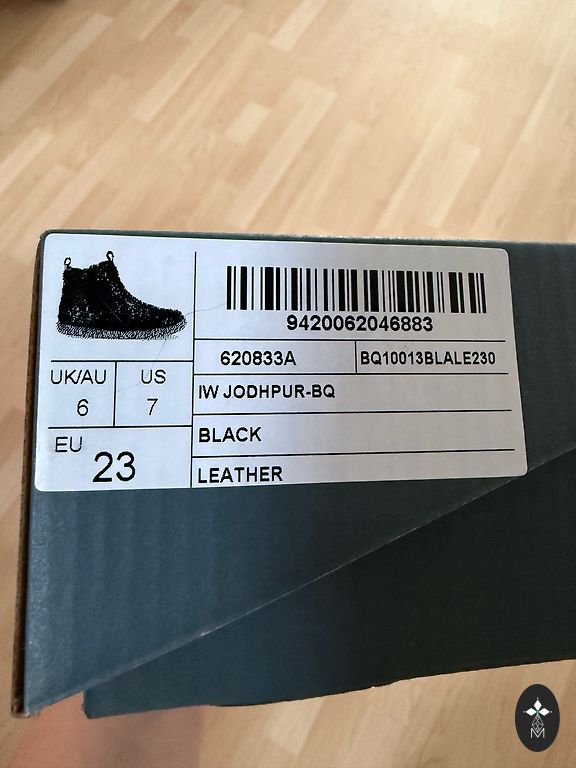 9420062046883
620833A BQ10013BLALE230
UK/AU US
6 7
IW JODHPUR-BQ
BLACK
EU
23
LEATHER
M